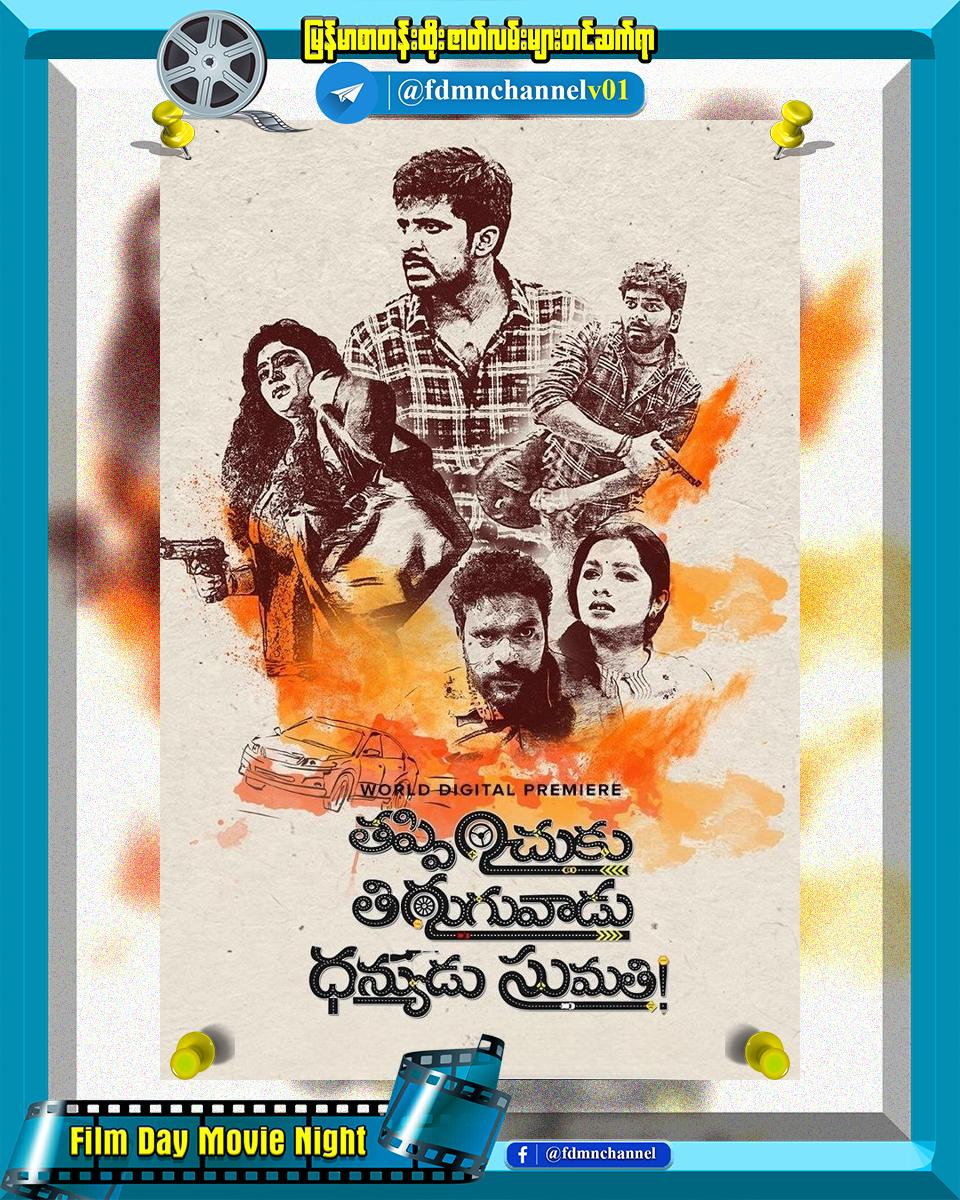 မြန်မာစာတန်းထိုးဇာတ်လမ်းများတင်ဆက်ရာ
@fdmnchannelv01
WORLD DIGITAL PREMIERE
తప్పించుకు
తిరుగువాడు
ధన్యుడు సుమతి!
Film Day Movie Night
@fdmnchannel